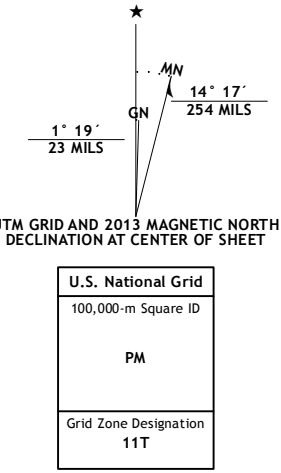 ★
MN
GN
1° 19´
23 MILS
14° 17´
254 MILS
UTM GRID AND 2013 MAGNETIC NORTH
DECLINATION AT CENTER OF SHEET
U.S. National Grid
100,000-m Square ID
PM
Grid Zone Designation
11T